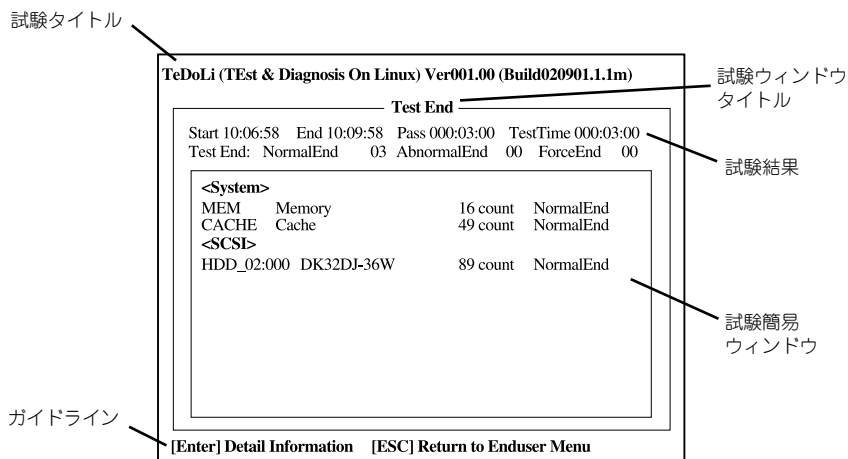 試験タイトル
TeDoLi (TEst & Diagnosis On Linux) Ver001.00 (Build020901.1.1m)
試験ウィンドウ
タイトル
Test End
Start 10:06:58 End 10:09:58 Pass 000:03:00 TestTime 000:03:00
Test End: NormalEnd 03 AbnormalEnd 00 ForceEnd 00
試験結果
<System>
MEM Memory 16 count NormalEnd
CACHE Cache 49 count NormalEnd
<SCSI>
HDD_02:000 DK32DJ-36W 89 count NormalEnd
試験簡易
ウィンドウ
ガイドライン
[Enter] Detail Information [ESC] Return to Enduser Menu